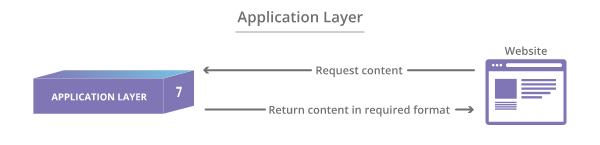 Application Layer
Website
Request content
APPLICATION LAYER
7
Return content in required format